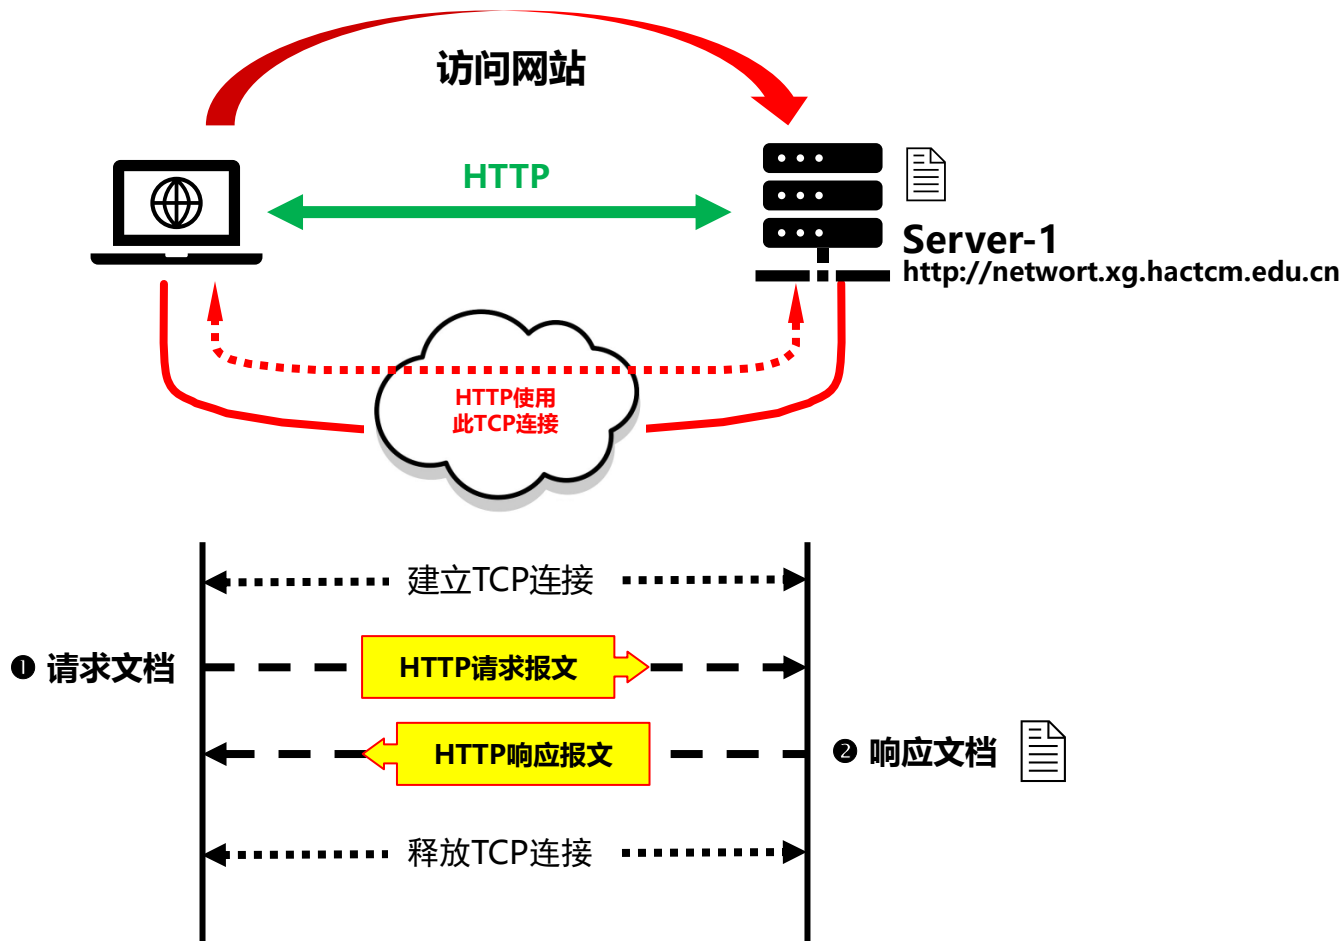 访问网站
HTTP
Server-1
http://networt.xg.hactcm.edu.cn
HTTP使用
此TCP连接
建立TCP连接
❶ 请求文档
HTTP请求报文
HTTP响应报文
❷ 响应文档
释放TCP连接